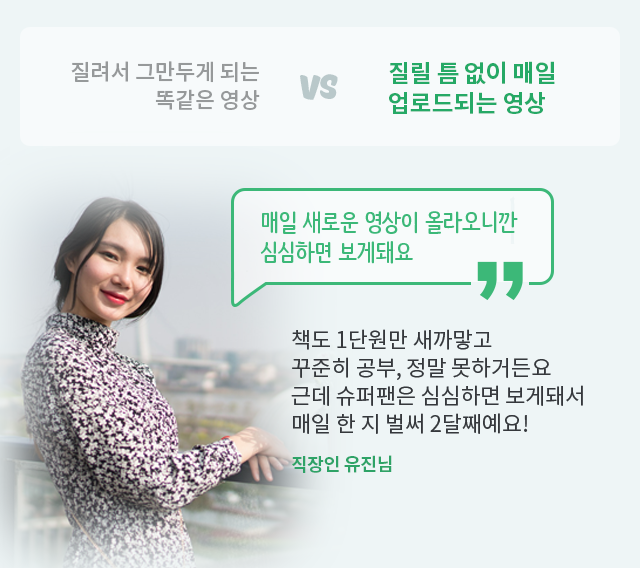 질려서 그만두게 되는
똑같은 영상
vs
질릴 틈 없이 매일
업로드되는 영상
매일 새로운 영상이 올라오니깐
심심하면 보게돼요
책도 1단원만 새까맣고
꾸준히 공부, 정말 못하거든요
근데 슈퍼팬은 심심하면 보게돼서
매일 한 지 벌써 2달째예요!
직장인 유진님